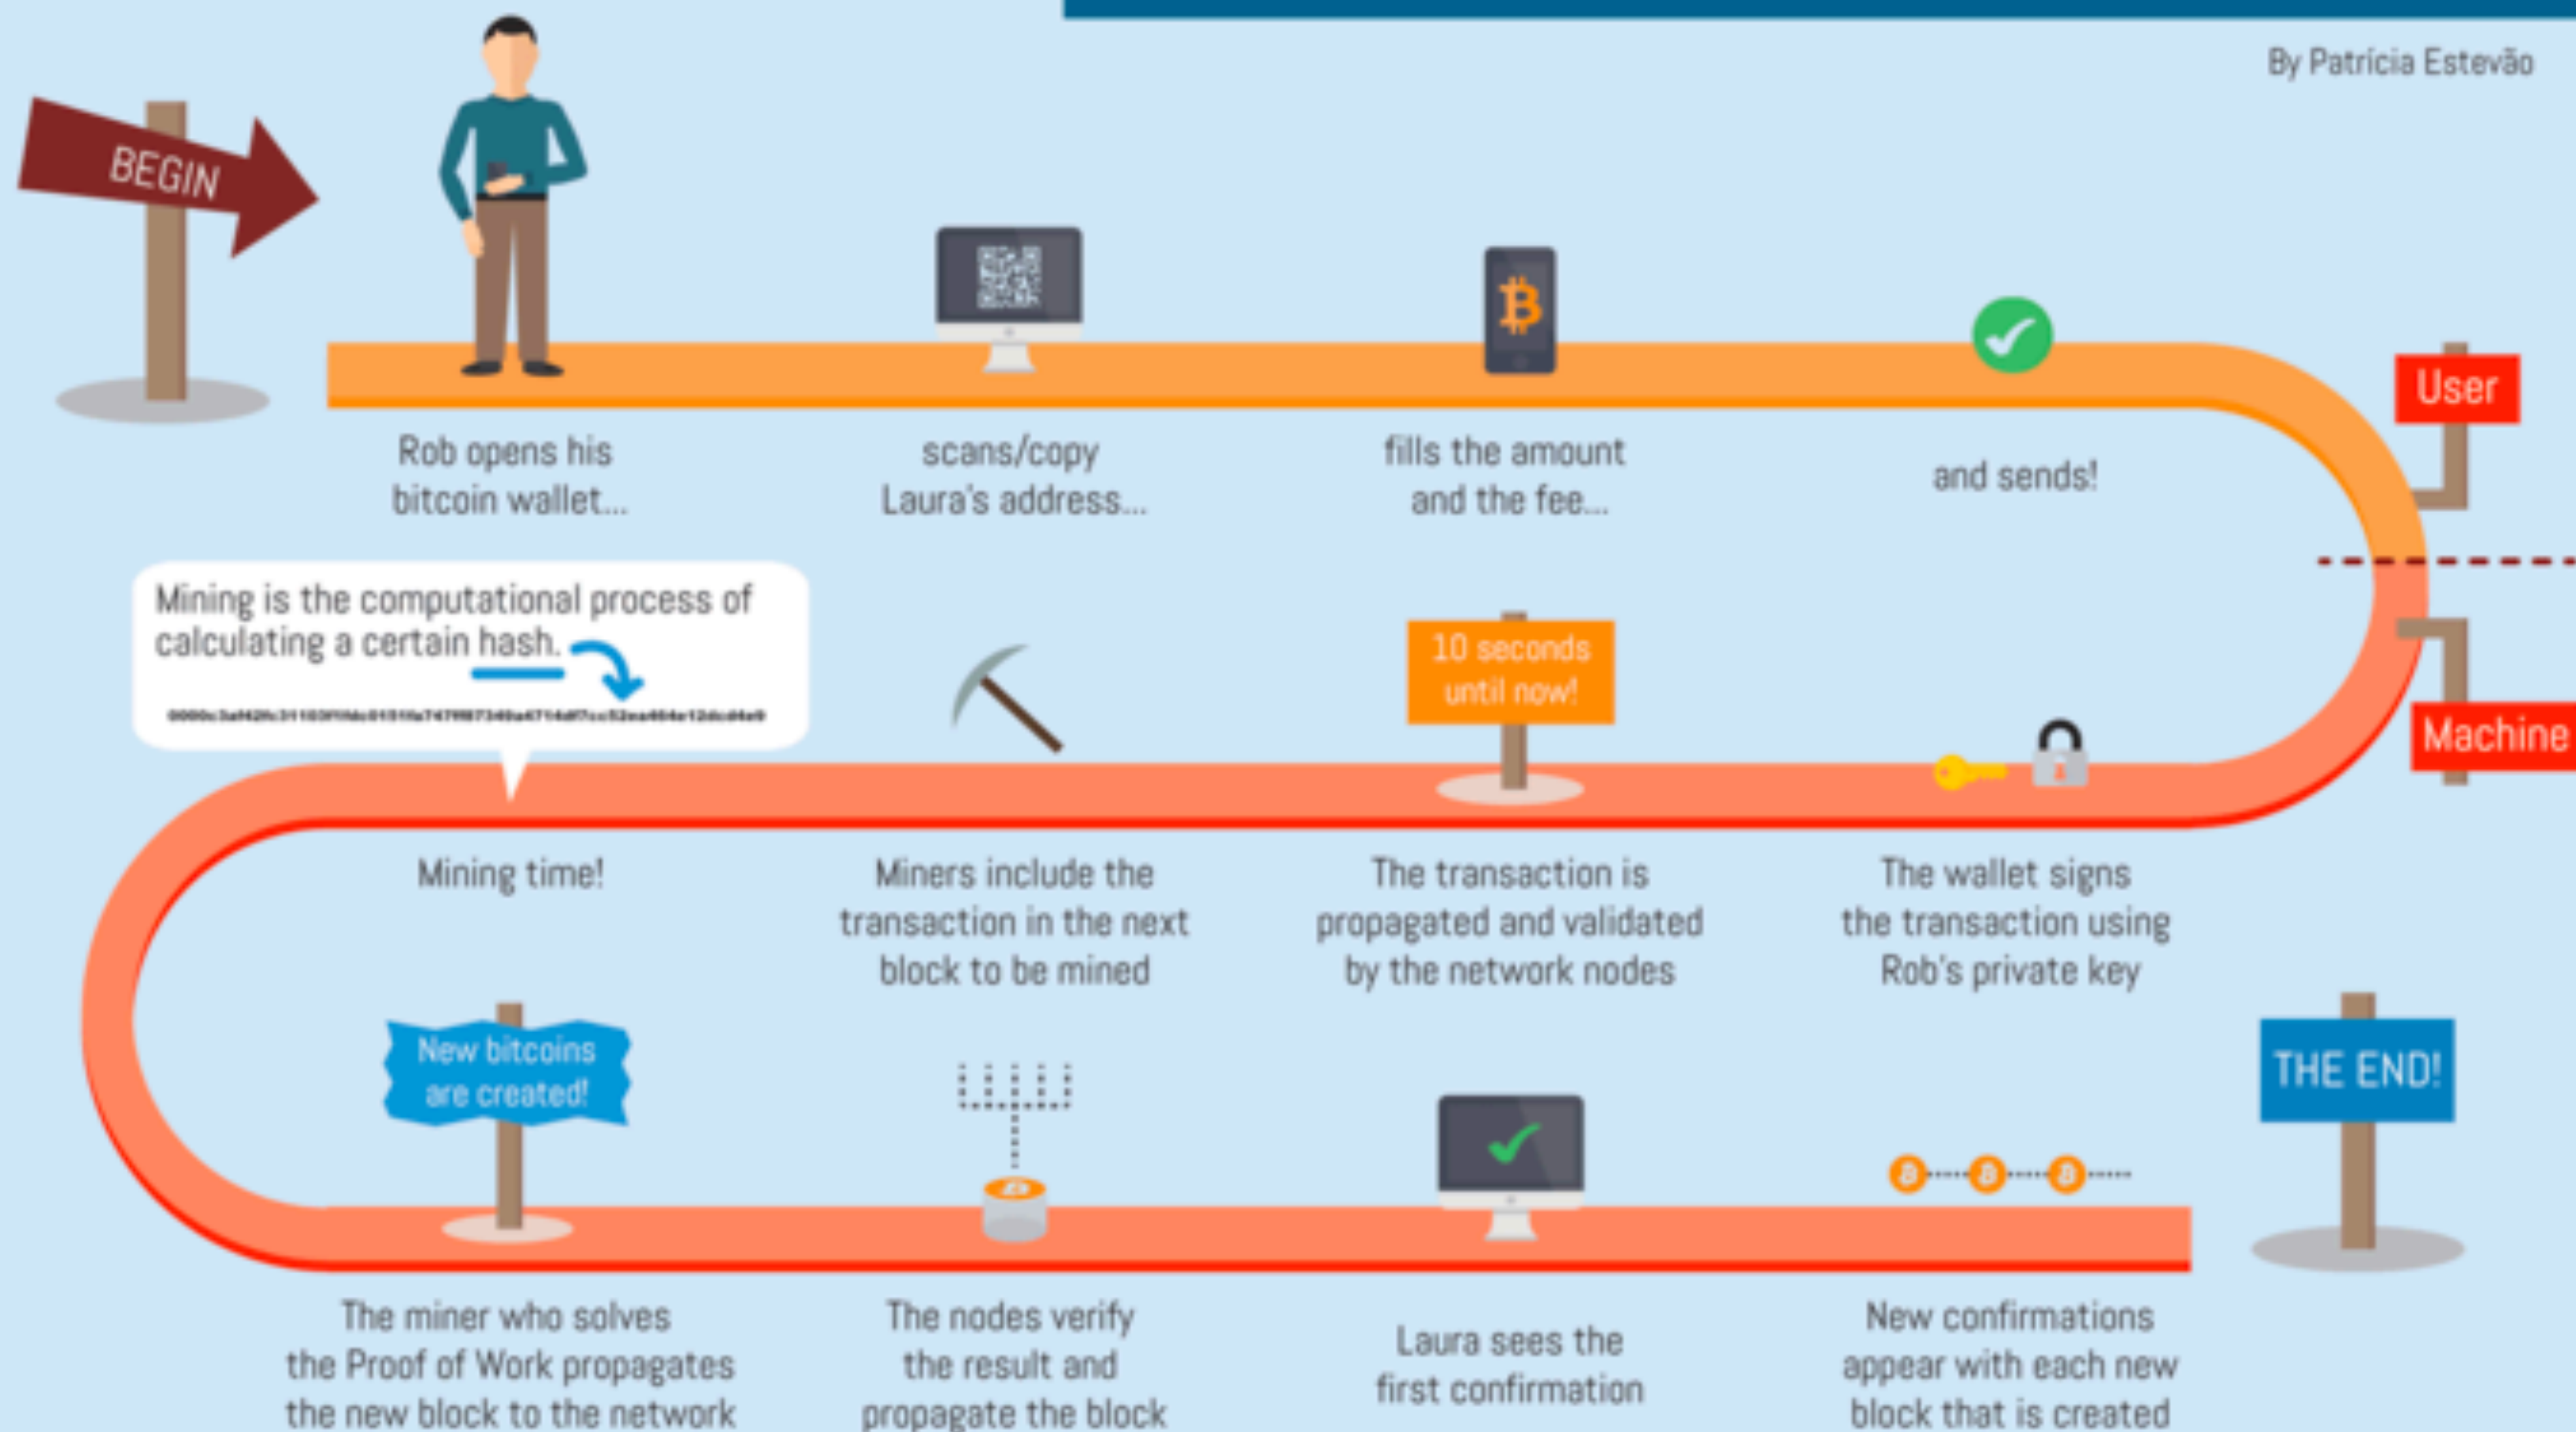 By Patrícia Estevão
BEGIN
Rob opens his
bitcoin wallet...
scans/copy
Laura's address...
fills the amount
and the fee...
and sends!
User
Machine
The wallet signs
the transaction using
Rob's private key
10 seconds
until now!
The transaction is
propagated and validated
by the network nodes
Miners include the
transaction in the next
block to be mined
Mining is the computational process of
calculating a certain hash.
Mining time!
New bitcoins
are created!
The miner who solves
the Proof of Work propagates
the new block to the network
The nodes verify
the result and
propagate the block
Laura sees the
first confirmation
New confirmations
appear with each new
block that is created
THE END!